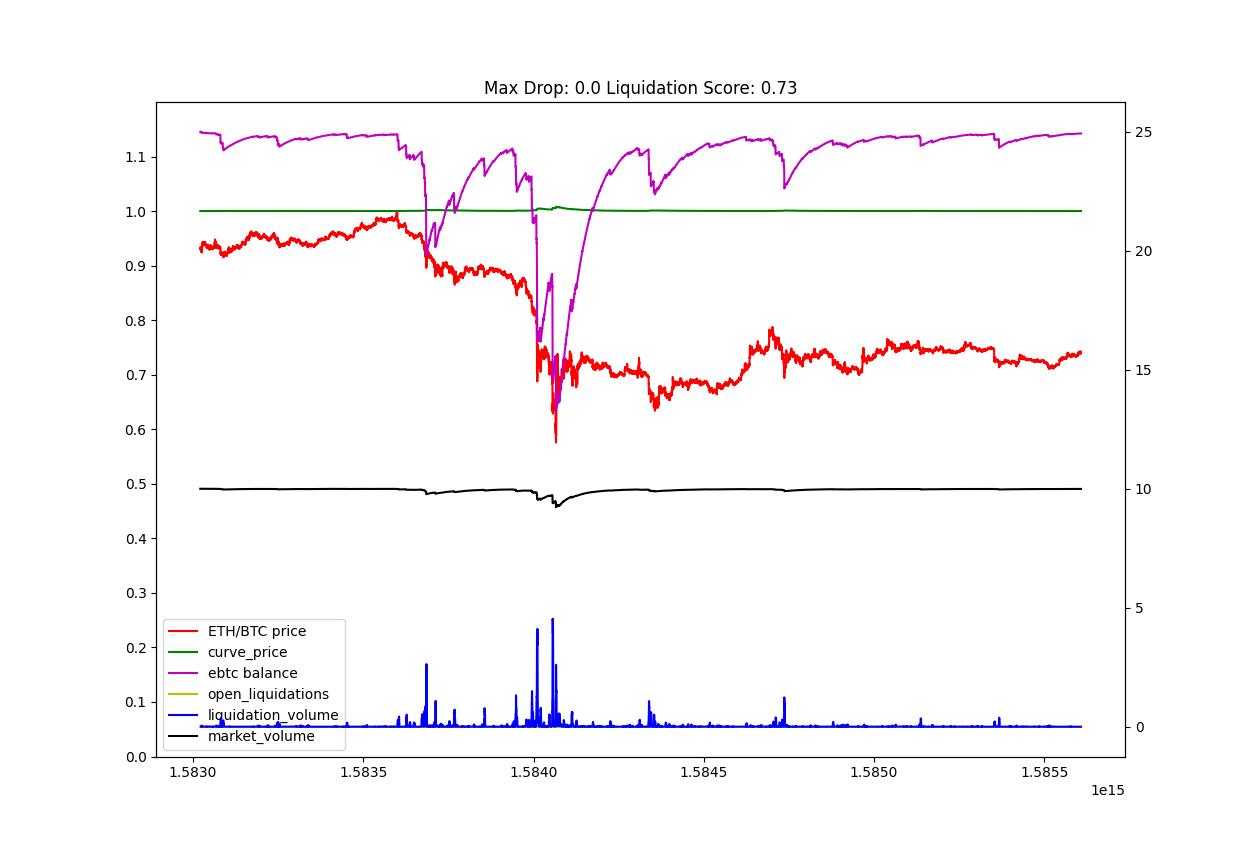 Max Drop: 0.0 Liquidation Score: 0.73
1.1
1.0
0.9
0.8
0.7
0.6
0.5
0.4
0.3
0.2
0.1
0.0
25
20
15
10
5
0
ETH/BTC price
curve_price
ebtc balance
open_liquidations
liquidation_volume
market_volume
1.5830 1.5835 1.5840 1.5845 1.5850 1.5855
1e15